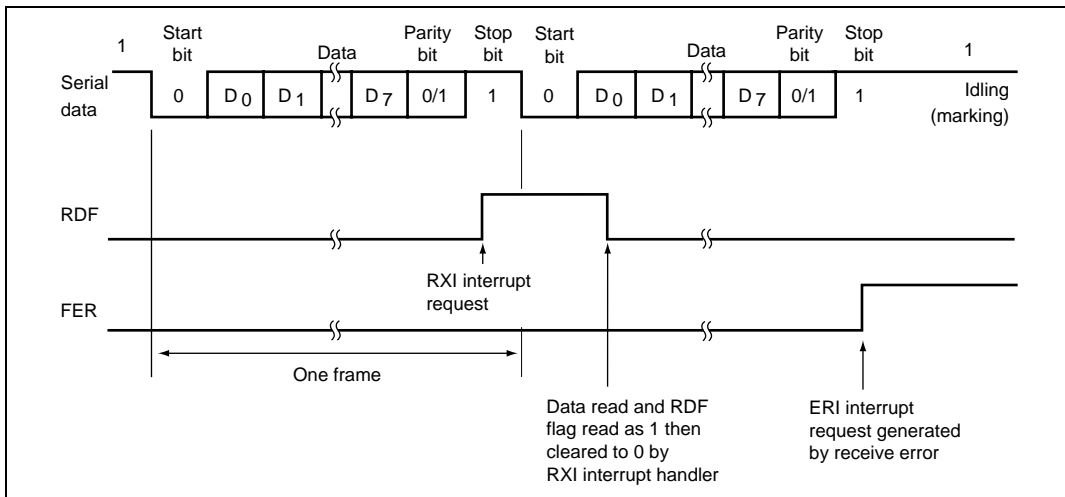 1
Start bit
Data
Parity bit
Stop bit
Start bit
Data
Parity bit
Stop bit
1
Serial data
0
D0
D1
D7
0/1
1
0
D0
D1
D7
0/1
1
Idling (marking)
RDF
RXI interrupt request
FER
One frame
Data read and RDF
flag read as 1 then
cleared to 0 by
RXI interrupt handler
ERI interrupt
request generated
by receive error